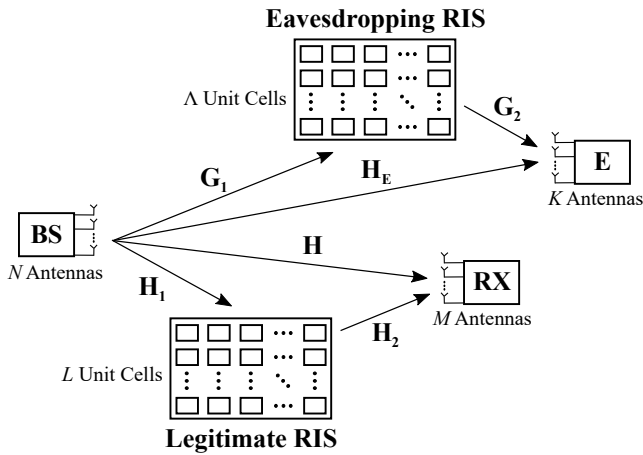 Eavesdropping RIS
Λ Unit Cells
G₂
E
K Antennas
G₁
H_E
BS
N Antennas
H
H₁
RX
M Antennas
H₂
L Unit Cells
Legitimate RIS